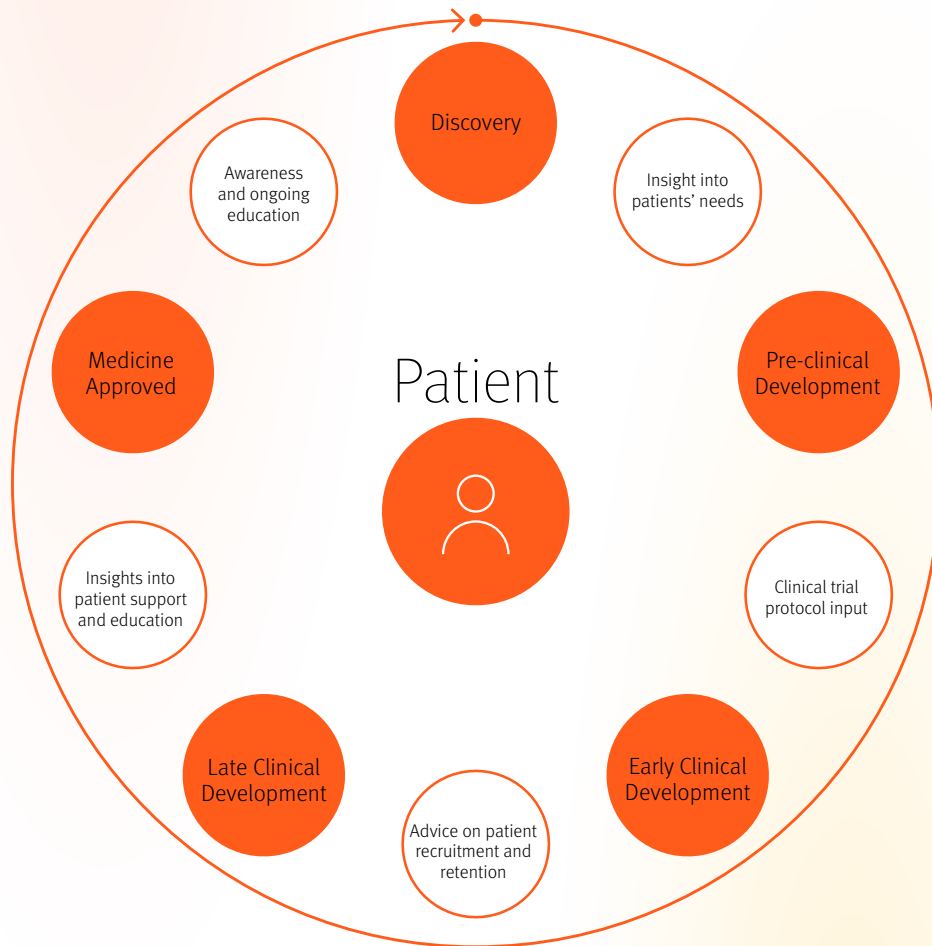 Discovery
Insight into
patients’ needs
Pre-clinical
Development
Clinical trial
protocol input
Early Clinical
Development
Advice on patient
recruitment and
retention
Late Clinical
Development
Insights into
patient support
and education
Medicine
Approved
Awareness
and ongoing
education
Patient